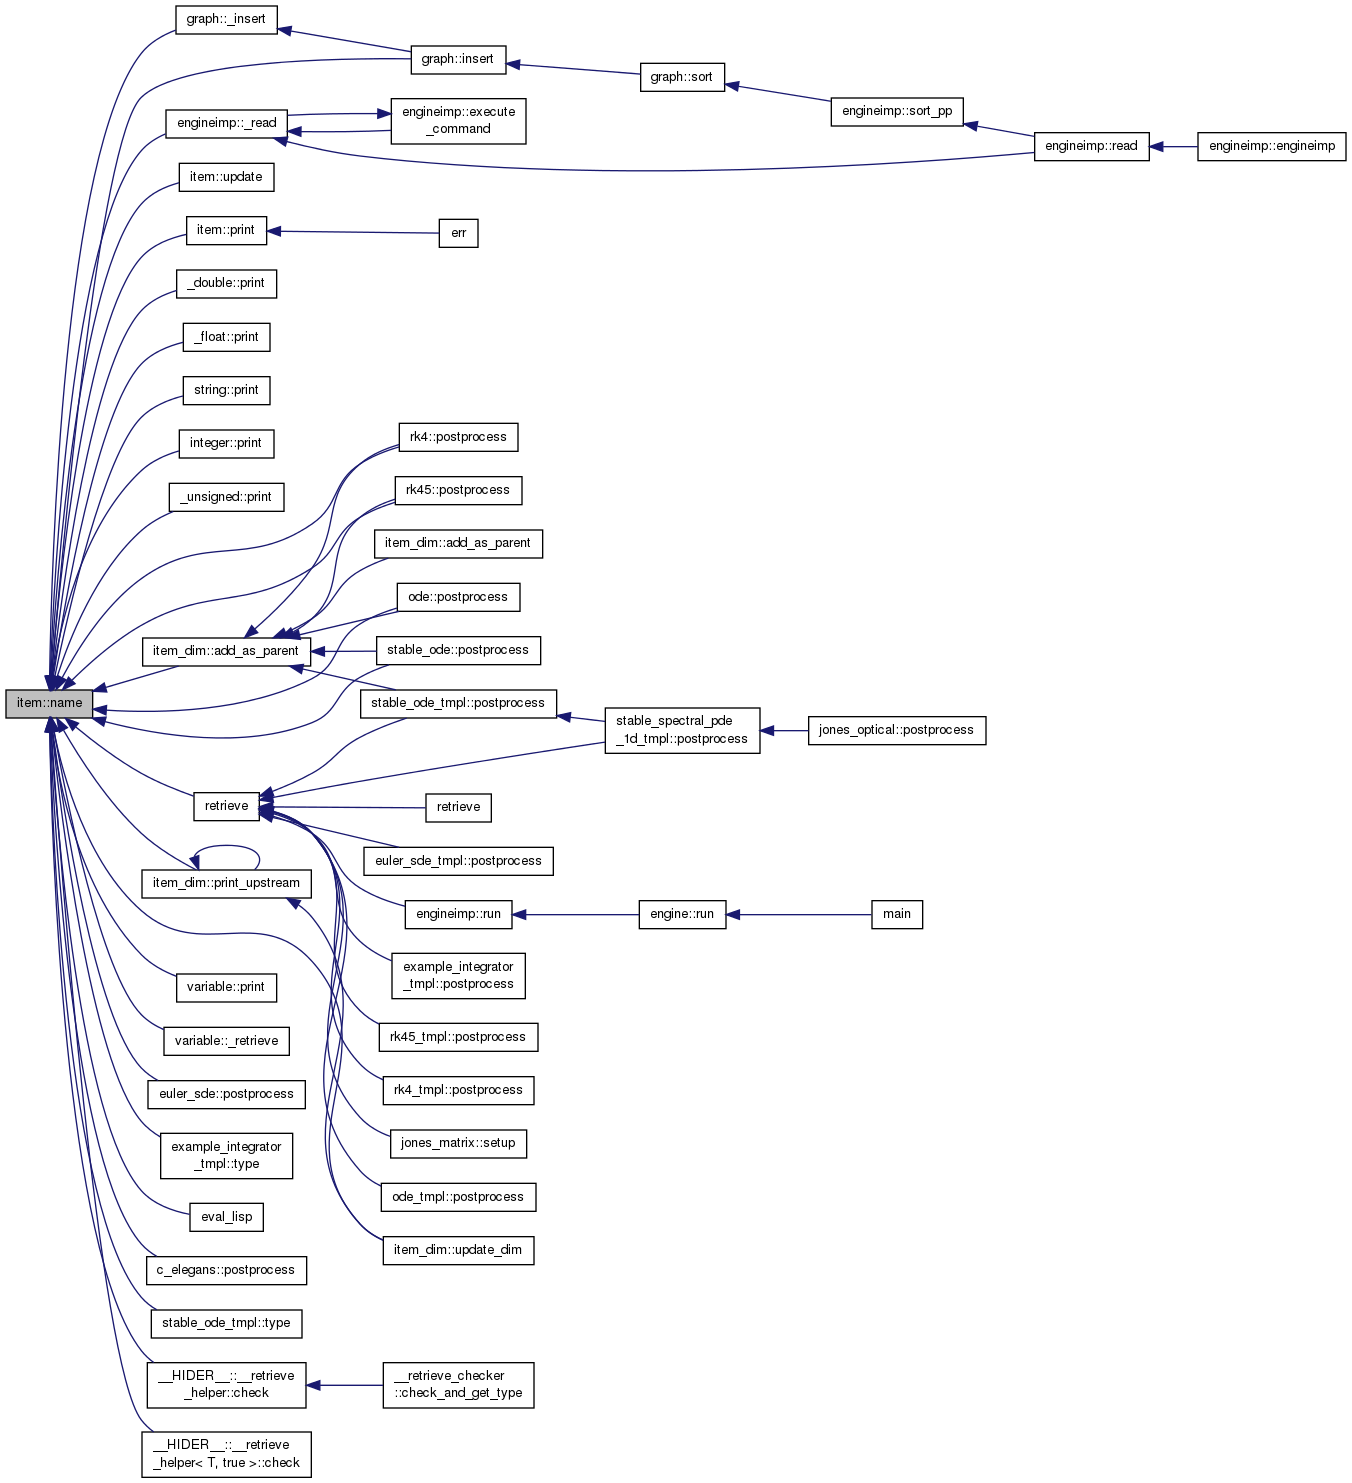 graph::_insert
graph::insert
graph::sort
engineimp::sort_pp
engineimp::_read
engineimp::execute
_command
engineimp::read
engineimp::engineimp
item::update
item::print
err
_double::print
_float::print
string::print
integer::print
_unsigned::print
rk4::postprocess
rk45::postprocess
item_dim::add_as_parent
ode::postprocess
item_dim::add_as_parent
stable_ode::postprocess
item::name
stable_ode_tmpl::postprocess
stable_spectral_pde
_1d_tmpl::postprocess
jones_optical::postprocess
retrieve
retrieve
euler_sde_tmpl::postprocess
item_dim::print_upstream
engineimp::run
engine::run
main
example_integrator
_tmpl::postprocess
variable::print
variable::_retrieve
rk45_tmpl::postprocess
euler_sde::postprocess
rk4_tmpl::postprocess
example_integrator
_tmpl::type
jones_matrix::setup
ode_tmpl::postprocess
eval_lisp
item_dim::update_dim
c_elegans::postprocess
stable_ode_tmpl::type
__HIDER__::__retrieve
_helper::check
__retrieve_checker
::check_and_get_type
__HIDER__::__retrieve
_helper< T, true >::check